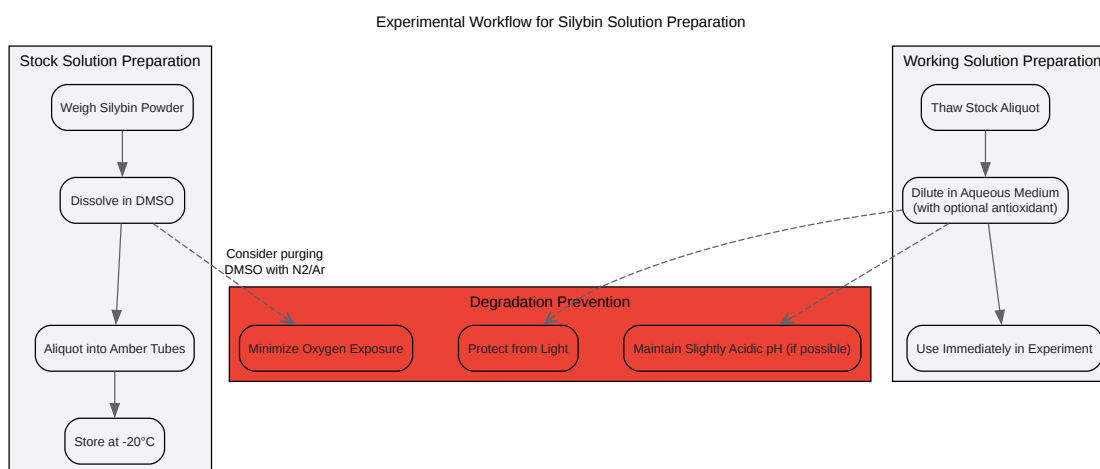 Experimental Workflow for Silybin Solution Preparation
Stock Solution Preparation
Weigh Silybin Powder
Dissolve in DMSO
Aliquot into Amber Tubes
Store at -20°C
Consider purging
DMSO with N2/Ar
Degradation Prevention
Minimize Oxygen Exposure
Protect from Light
Maintain Slightly Acidic pH (if possible)
Working Solution Preparation
Thaw Stock Aliquot
Dilute in Aqueous Medium
(with optional antioxidant)
Use Immediately in Experiment